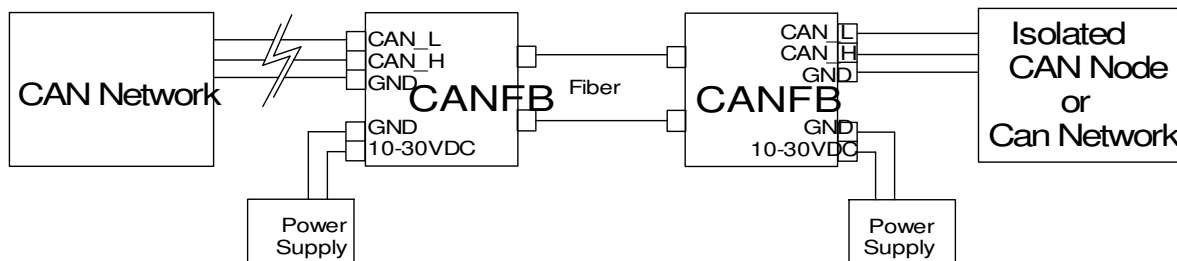 CAN Network
CAN_L
CAN_H
GND
CANFB
GND
10-30VDC
Power
Supply
Fiber
CAN_L
CAN_H
GND
CANFB
GND
10-30VDC
Power
Supply
Isolated
CAN Node
or
Can Network